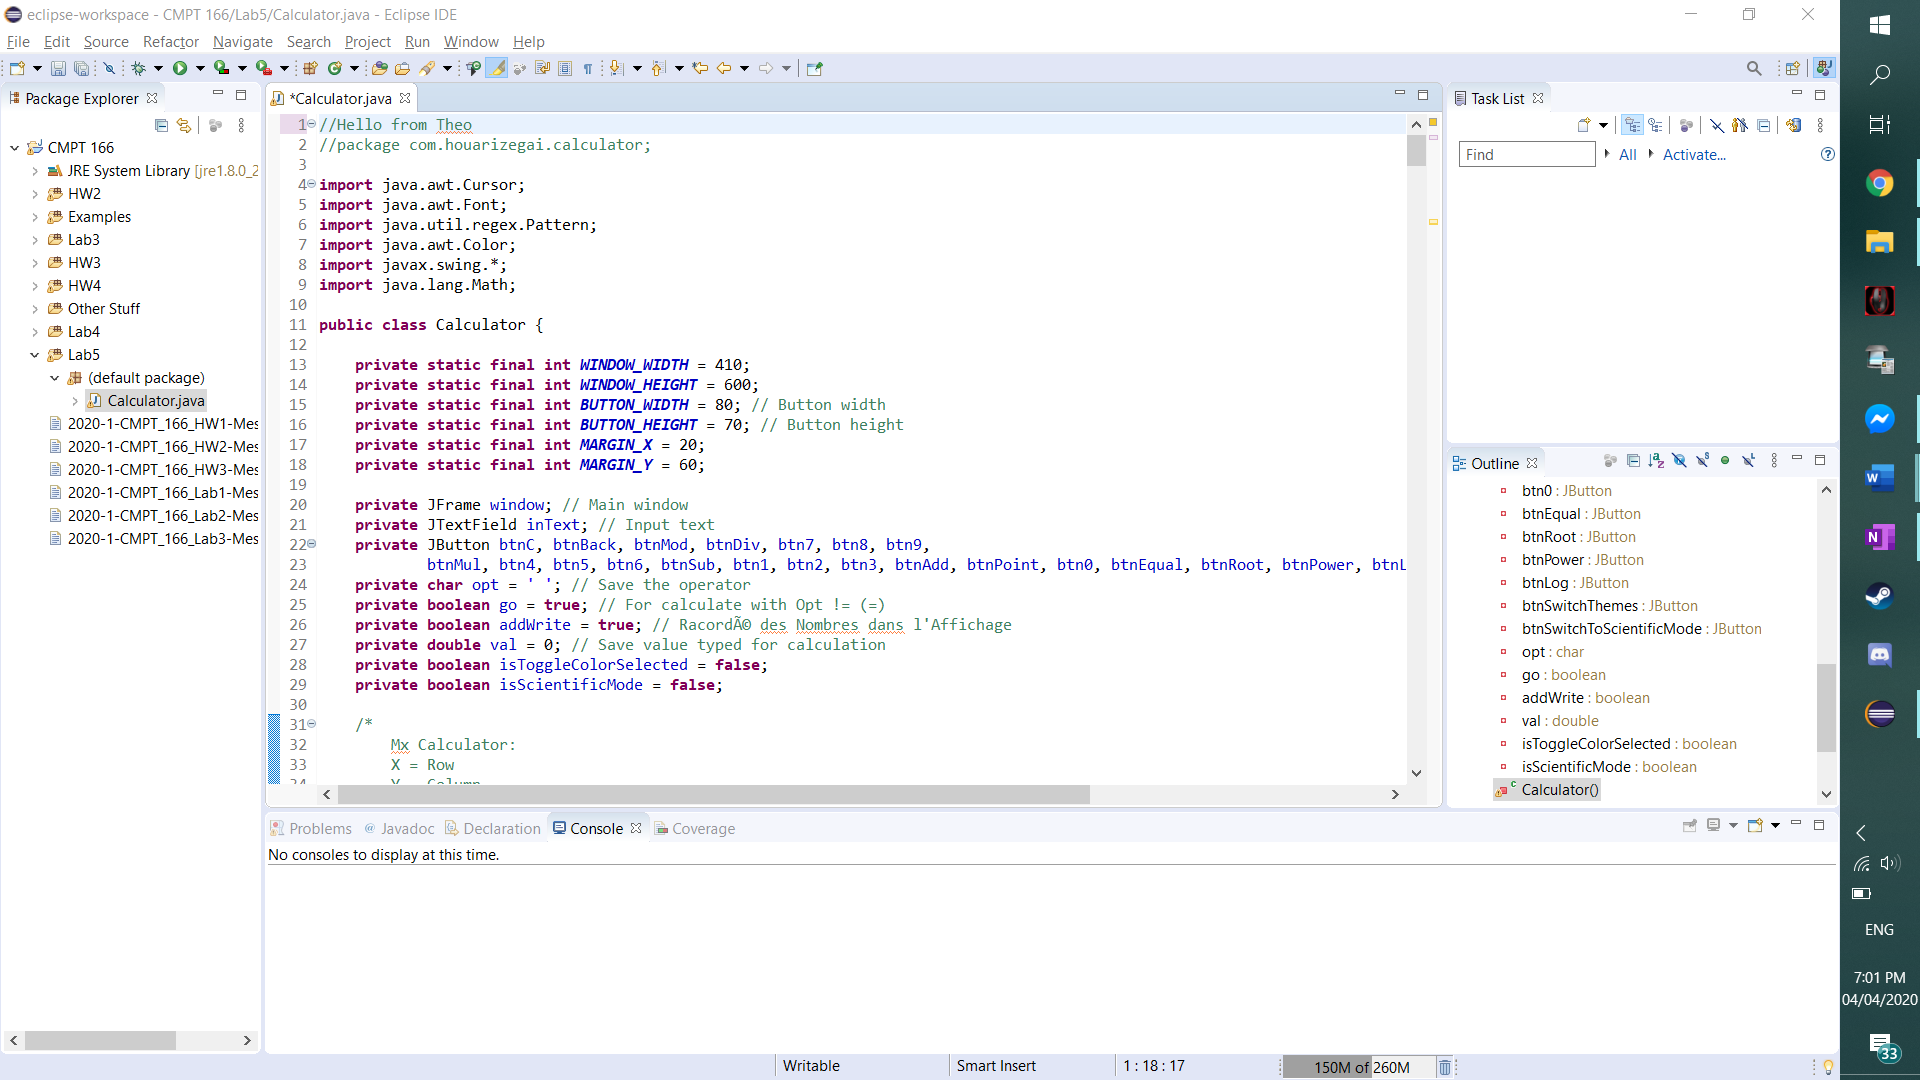 eclipse-workspace - CMPT 166/Lab5/Calculator.java - Eclipse IDE
File Edit Source Refactor Navigate Search Project Run Window Help
Package Explorer
CMPT 166
JRE System Library [jre1.8.0_2
HW2
Examples
Lab3
HW3
HW4
Other Stuff
Lab4
Lab5
(default package)
Calculator.java
2020-1-CMPT_166_HW1-Mes
2020-1-CMPT_166_HW2-Mes
2020-1-CMPT_166_HW3-Mes
2020-1-CMPT_166_Lab1-Mes
2020-1-CMPT_166_Lab2-Mes
2020-1-CMPT_166_Lab3-Mes
*Calculator.java
1 //Hello from Theo
2 //package com.houarizegai.calculator;
3
4 import java.awt.Cursor;
5 import java.awt.Font;
6 import java.util.regex.Pattern;
7 import java.awt.Color;
8 import javax.swing.*;
9 import java.lang.Math;
10
11 public class Calculator {
12
13 private static final int WINDOW_WIDTH = 410;
14 private static final int WINDOW_HEIGHT = 600;
15 private static final int BUTTON_WIDTH = 80; // Button width
16 private static final int BUTTON_HEIGHT = 70; // Button height
17 private static final int MARGIN_X = 20;
18 private static final int MARGIN_Y = 60;
19
20 private JFrame window; // Main window
21 private JTextField inText; // Input text
22 private JButton btnC, btnBack, btnMod, btnDiv, btn7, btn8, btn9,
23 btnMul, btn4, btn5, btn6, btnSub, btn1, btn2, btn3, btnAdd, btnPoint, btn0, btnEqual, btnRoot, btnPower, btnL
24 private char opt = ' '; // Save the operator
25 private boolean go = true; // For calculate with Opt != (=)
26 private boolean addWrite = true; // RacordÃ© des Nombres dans l'Affichage
27 private double val = 0; // Save value typed for calculation
28 private boolean isToggleColorSelected = false;
29 private boolean isScientificMode = false;
30
31 /*
32 Mx Calculator:
33 X = Row
34 Y = Column
Task List
Find
All
Activate...
Outline
btn0 : JButton
btnEqual : JButton
btnRoot : JButton
btnPower : JButton
btnLog : JButton
btnSwitchThemes : JButton
btnSwitchToScientificMode : JButton
opt : char
go : boolean
addWrite : boolean
val : double
isToggleColorSelected : boolean
isScientificMode : boolean
Calculator()
Problems @ Javadoc Declaration Console Coverage
No consoles to display at this time.
Writable Smart Insert 1 : 18 : 17 150M of 260M
ENG
7:01 PM
04/04/2020
33